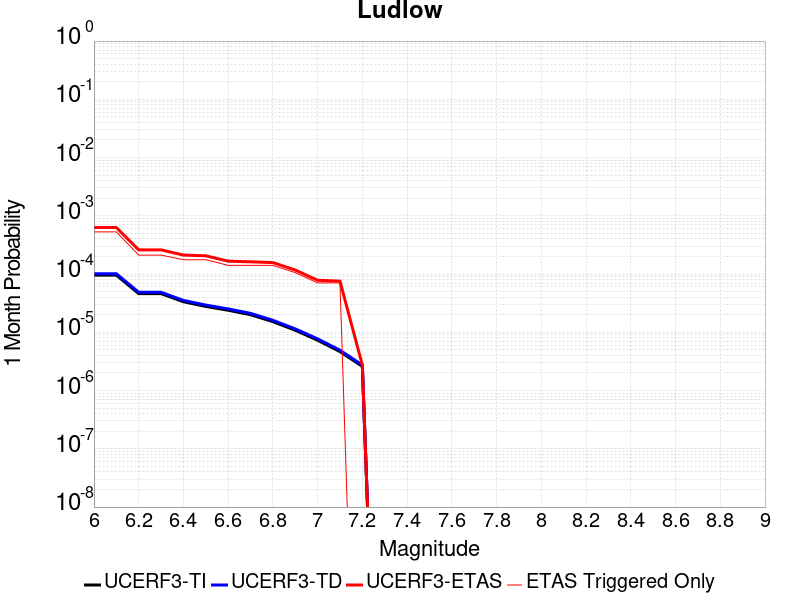 Ludlow
10^0
10^-1
10^-2
10^-3
10^-4
10^-5
10^-6
10^-7
10^-8
1 Month Probability
6 6.2 6.4 6.6 6.8 7 7.2 7.4 7.6 7.8 8 8.2 8.4 8.6 8.8 9
Magnitude
UCERF3-TI UCERF3-TD UCERF3-ETAS ETAS Triggered Only